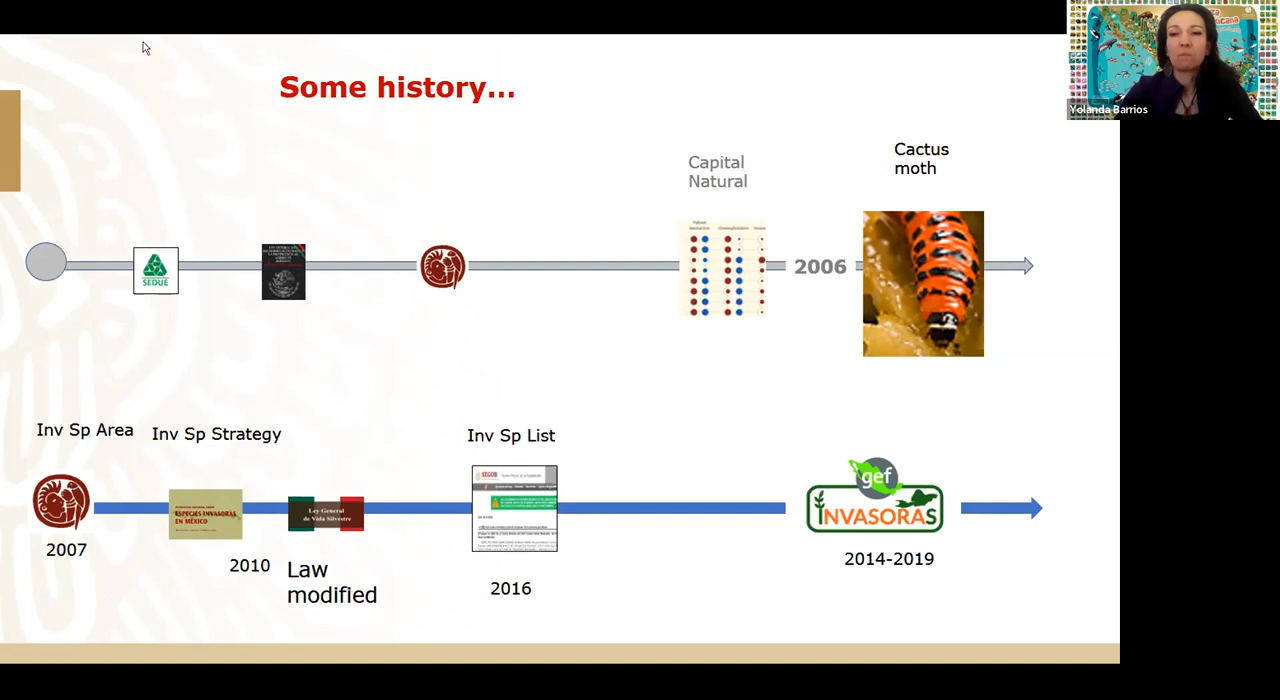 Some history...
Yolanda Barrios
Capital
Natural
Cactus
moth
SEDUE
2006
Inv Sp Area
Inv Sp Strategy
Inv Sp List
SEGOB
gef
ESPECIES INVASORAS
EN MÉXICO
Ley General
de Vida Silvestre
INVASORAS
2007
2010
Law
modified
2016
2014-2019